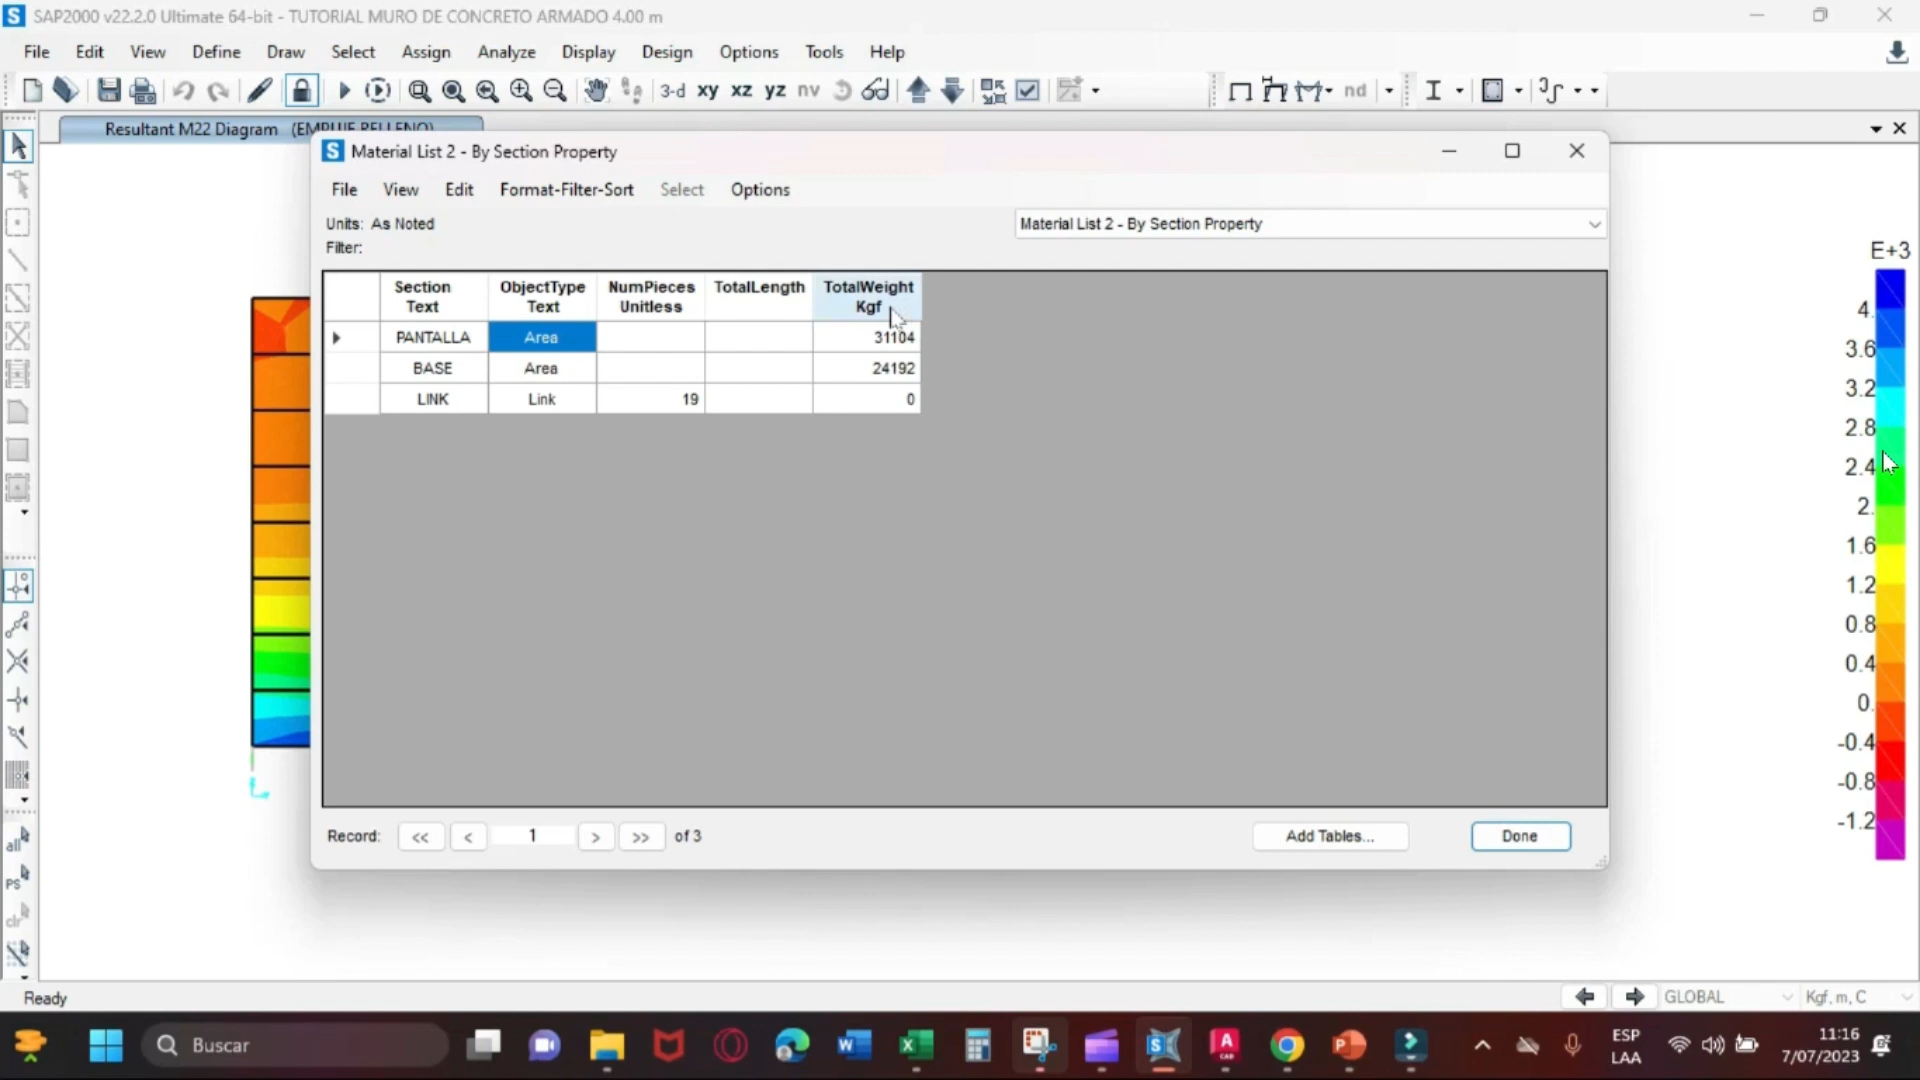 SAP2000 v22.2.0 Ultimate 64-bit - TUTORIAL MURO DE CONCRETO ARMADO 4.00 m
File Edit View Define Draw Select Assign Analyze Display Design Options Tools Help
3-d xy xz yz nv nd
Resultant M22 Diagram (EMPUJE RELLENO)
Material List 2 - By Section Property
File View Edit Format-Filter-Sort Select Options
Units: As Noted
Material List 2 - By Section Property
Filter:
Section Text ObjectType Text NumPieces Unitless TotalLength TotalWeight Kgf
PANTALLA Area 31104
BASE Area 24192
LINK Link 19 0
Record: << < 1 > >> of 3
Add Tables... Done
E+3
4.
3.6
3.2
2.8
2.4
2.
1.6
1.2
0.8
0.4
0.
-0.4
-0.8
-1.2
all
PS
clr
Ready
GLOBAL
Kgf, m, C
Buscar
ESP
LAA
11:16
7/07/2023